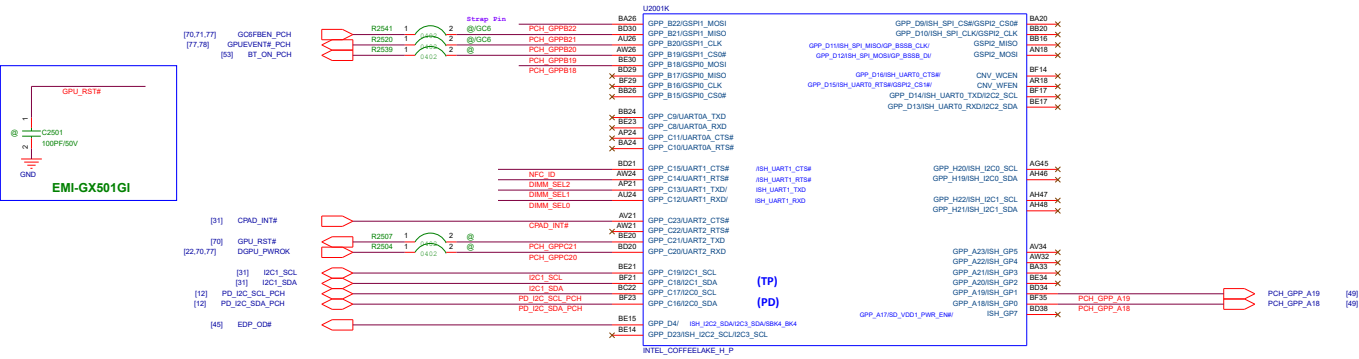 U2001K
Strap Pin
[70,71,77] GC6FBEN_PCH R2541 1 0402 2 @/GC6 PCH_GPPB22 BA26 GPP_B22/GSPI1_MOSI
[77,78] GPUEVENT#_PCH R2520 1 0402 2 @/GC6 PCH_GPPB21 BD30 GPP_B21/GSPI1_MISO
[53] BT_ON_PCH R2539 1 0402 2 @ PCH_GPPB20 AU26 GPP_B20/GSPI1_CLK
AW26 GPP_B19/GSPI1_CS0#
PCH_GPPB19 BE30 GPP_B18/GSPI0_MOSI
PCH_GPPB18 BD29 GPP_B17/GSPI0_MISO
BF29 GPP_B16/GSPI0_CLK
BB26 GPP_B15/GSPI0_CS0#
BB24 GPP_C9/UART0A_TXD
BE23 GPP_C8/UART0A_RXD
AP24 GPP_C11/UART0A_CTS#
BA24 GPP_C10/UART0A_RTS#
BD21 GPP_C15/UART1_CTS# /ISH_UART1_CTS#
NFC_ID AW24 GPP_C14/UART1_RTS# /ISH_UART1_RTS#
DIMM_SEL2 AP21 GPP_C13/UART1_TXD/ ISH_UART1_TXD
DIMM_SEL1 AU24 GPP_C12/UART1_RXD/ ISH_UART1_RXD
DIMM_SEL0
[31] CPAD_INT# AV21 GPP_C23/UART2_CTS#
CPAD_INT# AW21 GPP_C22/UART2_RTS#
[70] GPU_RST# R2507 1 0402 2 @ BE20 GPP_C21/UART2_TXD
[22,70,77] DGPU_PWROK R2504 1 0402 2 @ PCH_GPPC21 BD20 GPP_C20/UART2_RXD
PCH_GPPC20
[31] I2C1_SCL BE21 GPP_C19/I2C1_SCL
[31] I2C1_SDA I2C1_SCL BF21 GPP_C18/I2C1_SDA (TP)
[12] PD_I2C_SCL_PCH I2C1_SDA BC22 GPP_C17/I2C0_SCL
[12] PD_I2C_SDA_PCH PD_I2C_SCL_PCH BF23 GPP_C16/I2C0_SDA (PD)
PD_I2C_SDA_PCH
[45] EDP_OD# BE15 GPP_D4/ ISH_I2C2_SDA/I2C3_SDA/SBK4_BK4
BE14 GPP_D23/ISH_I2C2_SCL/I2C3_SCL
INTEL_COFFEELAKE_H_P
GPP_D9/ISH_SPI_CS#/GSPI2_CS0# BA20
GPP_D10/ISH_SPI_CLK/GSPI2_CLK BB20
GPP_D11/ISH_SPI_MISO/GP_BSSB_CLK/ GSPI2_MISO BB16
GPP_D12/ISH_SPI_MOSI/GP_BSSB_DI/ GSPI2_MOSI AN18
GPP_D16/ISH_UART0_CTS#/ CNV_WCEN BF14
GPP_D15/ISH_UART0_RTS#/GSPI2_CS1#/ CNV_WFEN AR18
GPP_D14/ISH_UART0_TXD/I2C2_SCL BF17
GPP_D13/ISH_UART0_RXD/I2C2_SDA BE17
GPP_H20/ISH_I2C0_SCL AG45
GPP_H19/ISH_I2C0_SDA AH46
GPP_H22/ISH_I2C1_SCL AH47
GPP_H21/ISH_I2C1_SDA AH48
GPP_A23/ISH_GP5 AV34
GPP_A22/ISH_GP4 AW32
GPP_A21/ISH_GP3 BA33
GPP_A20/ISH_GP2 BE34
GPP_A19/ISH_GP1 BD34 PCH_GPP_A19 PCH_GPP_A19 [49]
GPP_A18/ISH_GP0 BF35 PCH_GPP_A18 PCH_GPP_A18 [49]
GPP_A17/SD_VDD1_PWR_EN#/ ISH_GP7 BD38
GPU_RST#
1
@ C2501
100PF/50V
2
GND
EMI-GX501GI